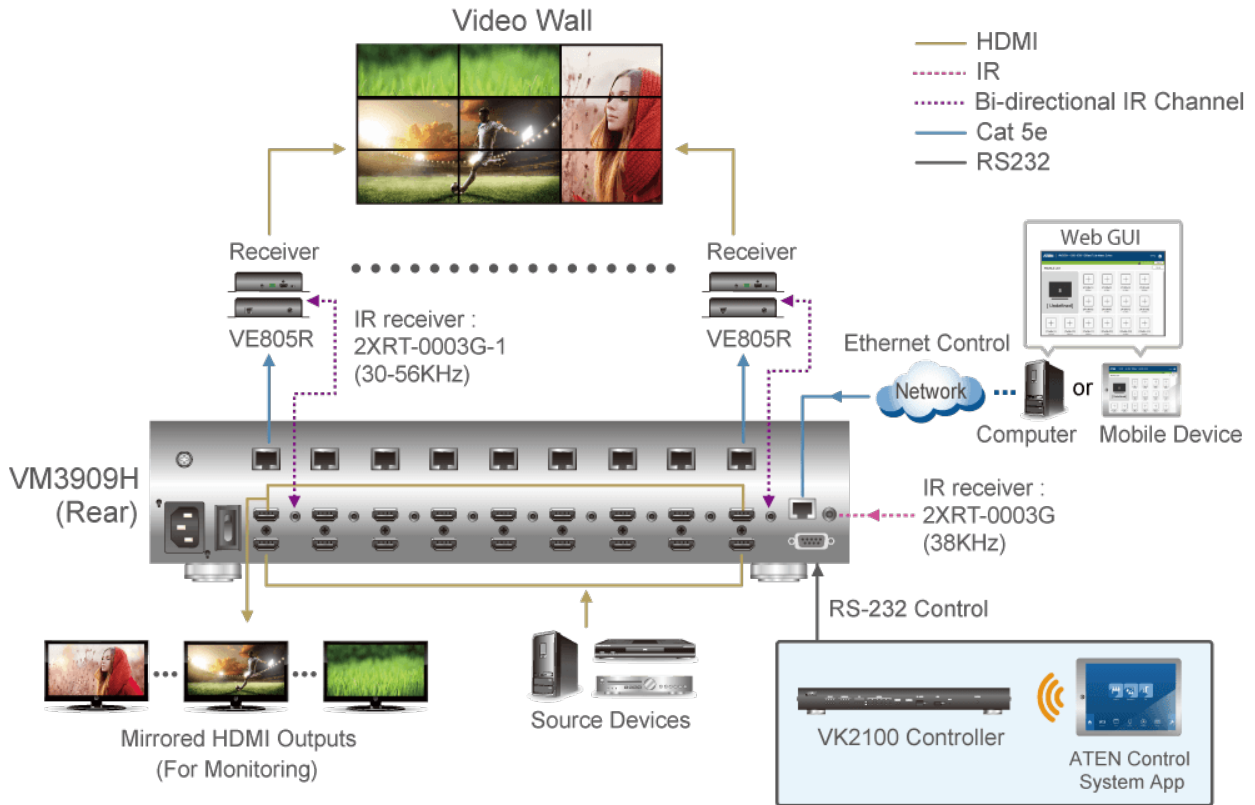 Video Wall
HDMI
IR
Bi-directional IR Channel
Cat 5e
RS232
Receiver
VE805R
IR receiver :
2XRT-0003G-1
(30-56KHz)
Receiver
VE805R
Web GUI
Ethernet Control
Network
or
Computer
Mobile Device
VM3909H
(Rear)
IR receiver :
2XRT-0003G
(38KHz)
RS-232 Control
Mirrored HDMI Outputs
(For Monitoring)
Source Devices
VK2100 Controller
ATEN Control
System App